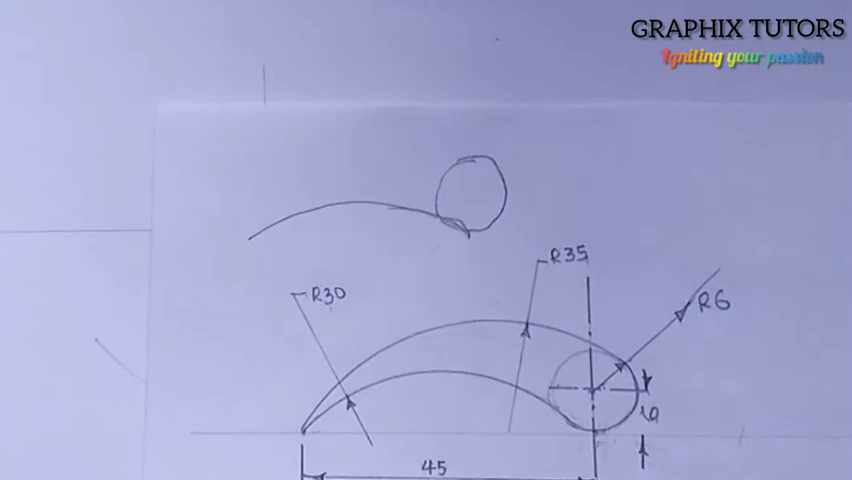 GRAPHIX TUTORS
Igniting your passion
R35
R30
R6
6
45